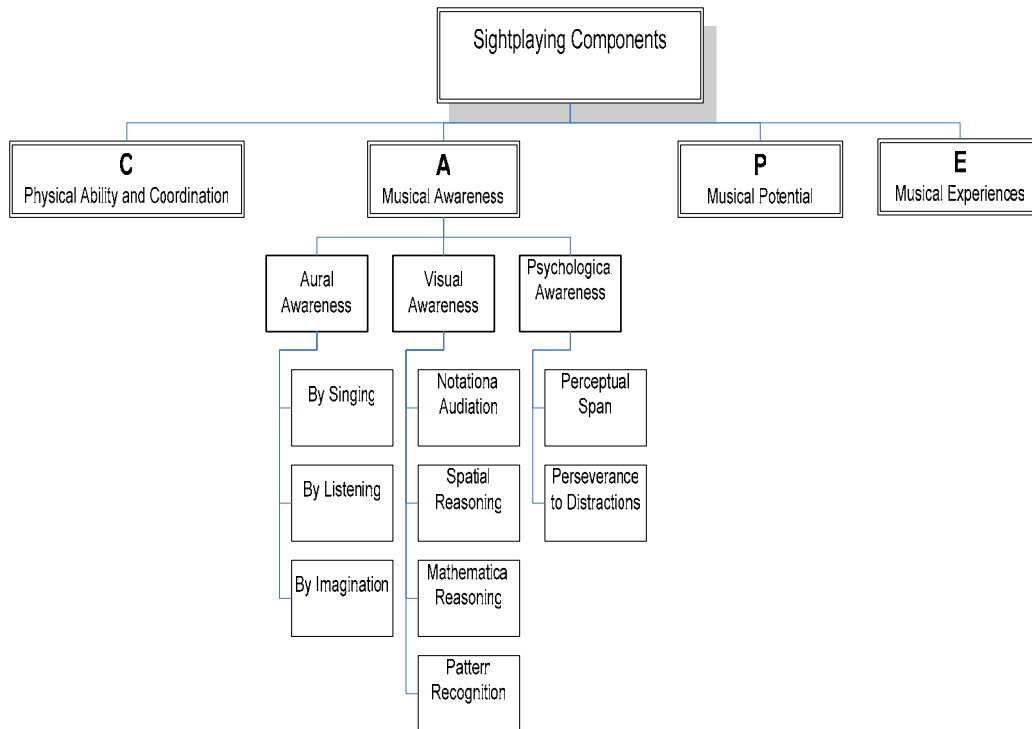 Sightplaying Components
C
Physical Ability and Coordination
A
Musical Awareness
P
Musical Potential
E
Musical Experiences
Aural
Awareness
Visual
Awareness
Psychologica
Awareness
By Singing
By Listening
By Imagination
Notationa
Audiation
Spatial
Reasoning
Mathematica
Reasoning
Pattern
Recognition
Perceptual
Span
Perseverance
to Distractions